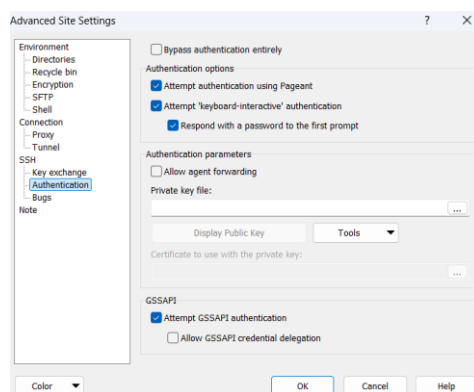 Advanced Site Settings
?
Environment
Directories
Recycle bin
Encryption
SFTP
Shell
Connection
Proxy
Tunnel
SSH
Key exchange
Authentication
Bugs
Note
Bypass authentication entirely
Authentication options
Attempt authentication using Pageant
Attempt 'keyboard-interactive' authentication
Respond with a password to the first prompt
Authentication parameters
Allow agent forwarding
Private key file:
...
Display Public Key
Tools
Certificate to use with the private key:
...
GSSAPI
Attempt GSSAPI authentication
Allow GSSAPI credential delegation
Color
OK
Cancel
Help